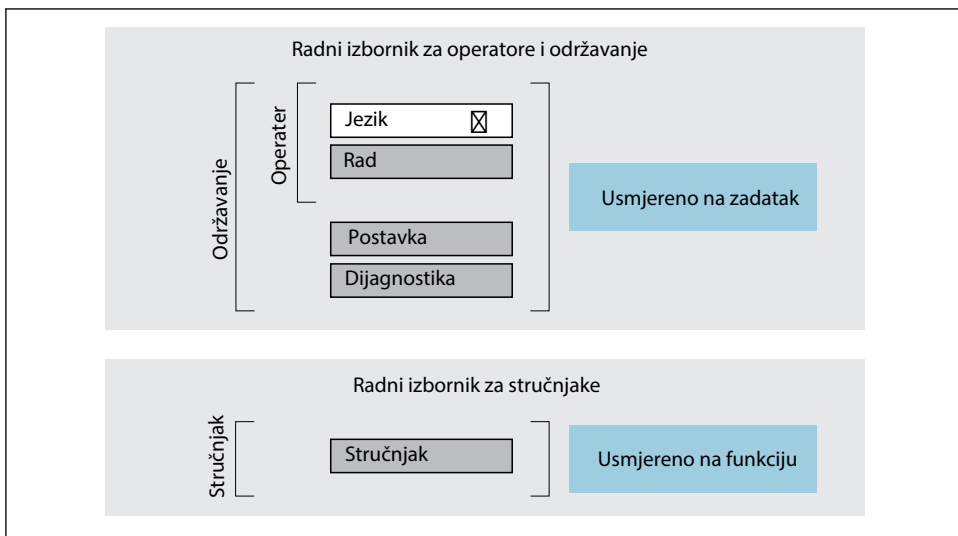 Radni izbornik za operatore i održavanje
Održavanje
Operater
Jezik
Rad
Postavka
Dijagnostika
Usmjereno na zadatak
Radni izbornik za stručnjake
Stručnjak
Stručnjak
Usmjereno na funkciju